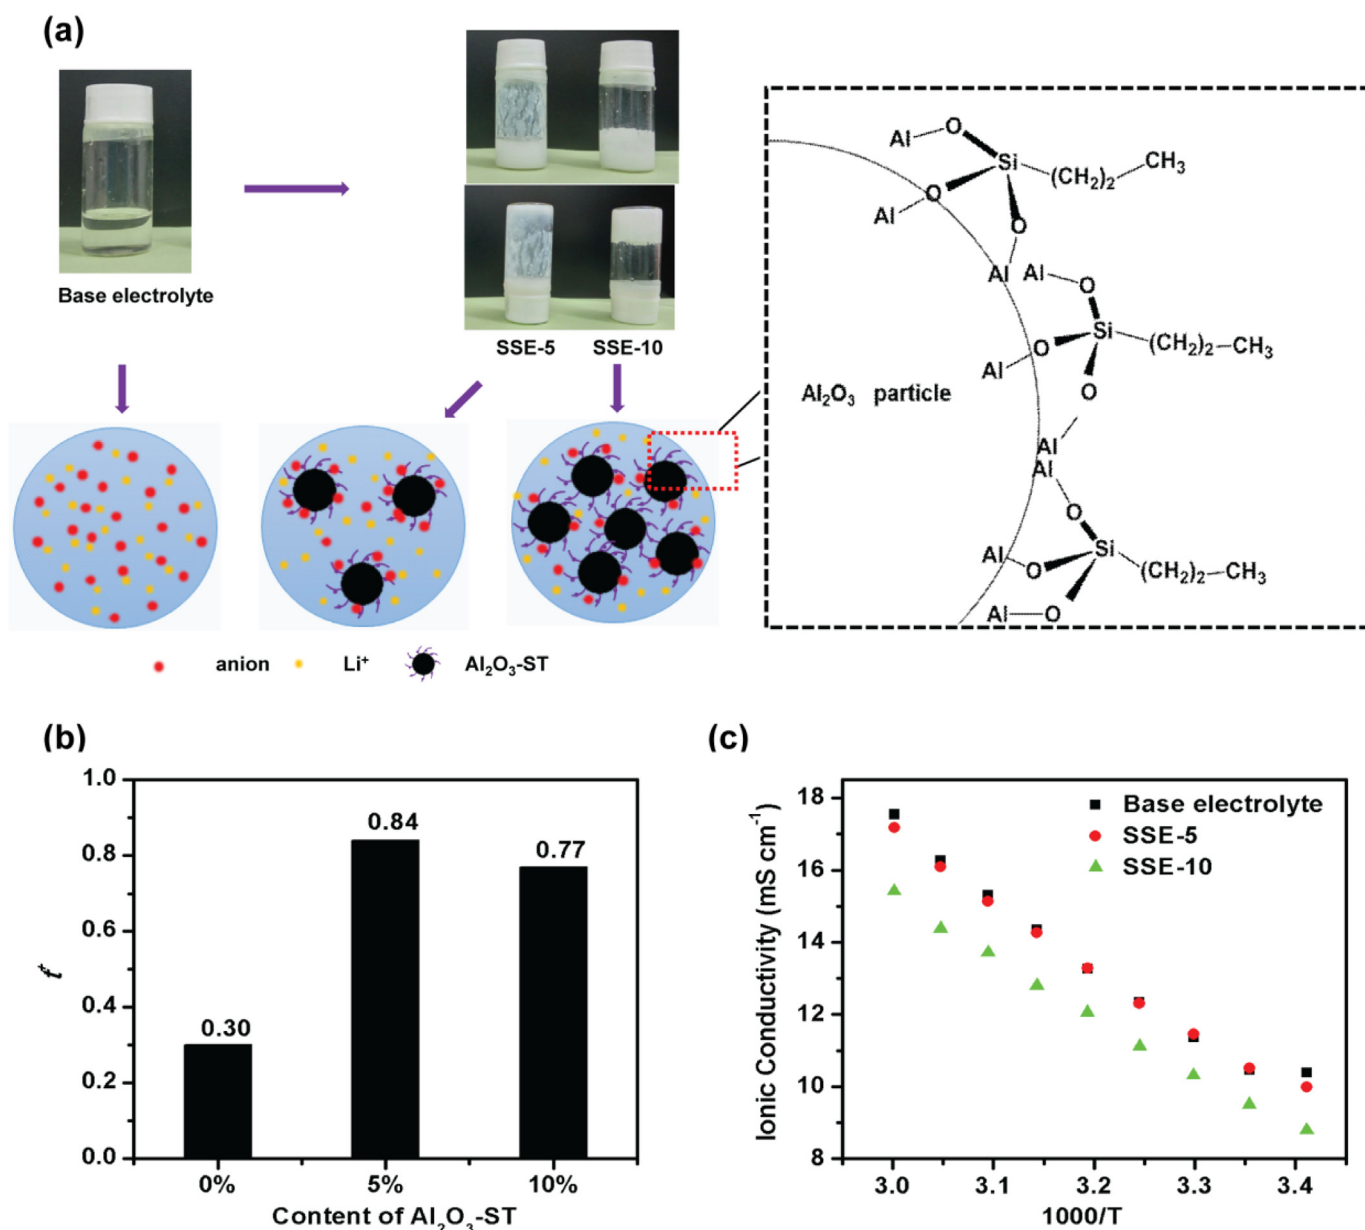 (a)
Base electrolyte
SSE-5 SSE-10
Al O Si (CH₂)₂ CH₃
Al O
O
Al
Al O
Si (CH₂)₂ CH₃
Al O
O
Al₂O₃ particle
Al
Al
O
Al O Si (CH₂)₂ CH₃
Al O
anion Li⁺ Al₂O₃-ST
(b)
1.0
0.8
0.6
0.4
0.2
0.0
t⁺
0.30
0.84
0.77
0% 5% 10%
Content of Al₂O₃-ST
(c)
18
16
14
12
10
8
Ionic Conductivity (mS cm⁻¹)
Base electrolyte
SSE-5
SSE-10
3.0 3.1 3.2 3.3 3.4
1000/T